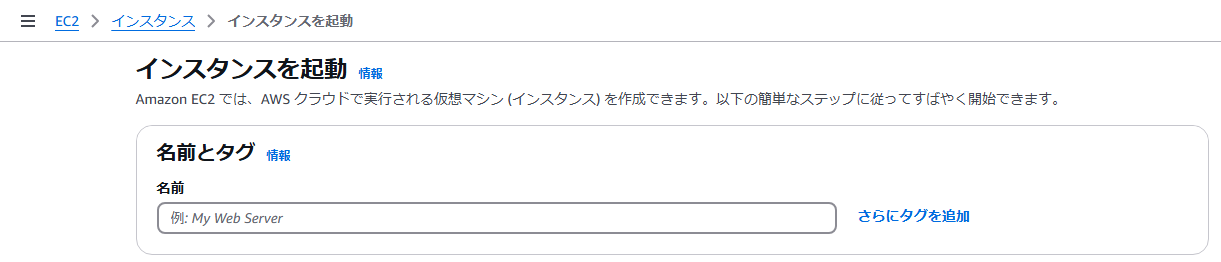 EC2 > インスタンス > インスタンスを起動
インスタンスを起動 情報
Amazon EC2 では、AWS クラウドで実行される仮想マシン (インスタンス) を作成できます。以下の簡単なステップに従ってすばやく開始できます。
名前とタグ 情報
名前
例: My Web Server さらにタグを追加